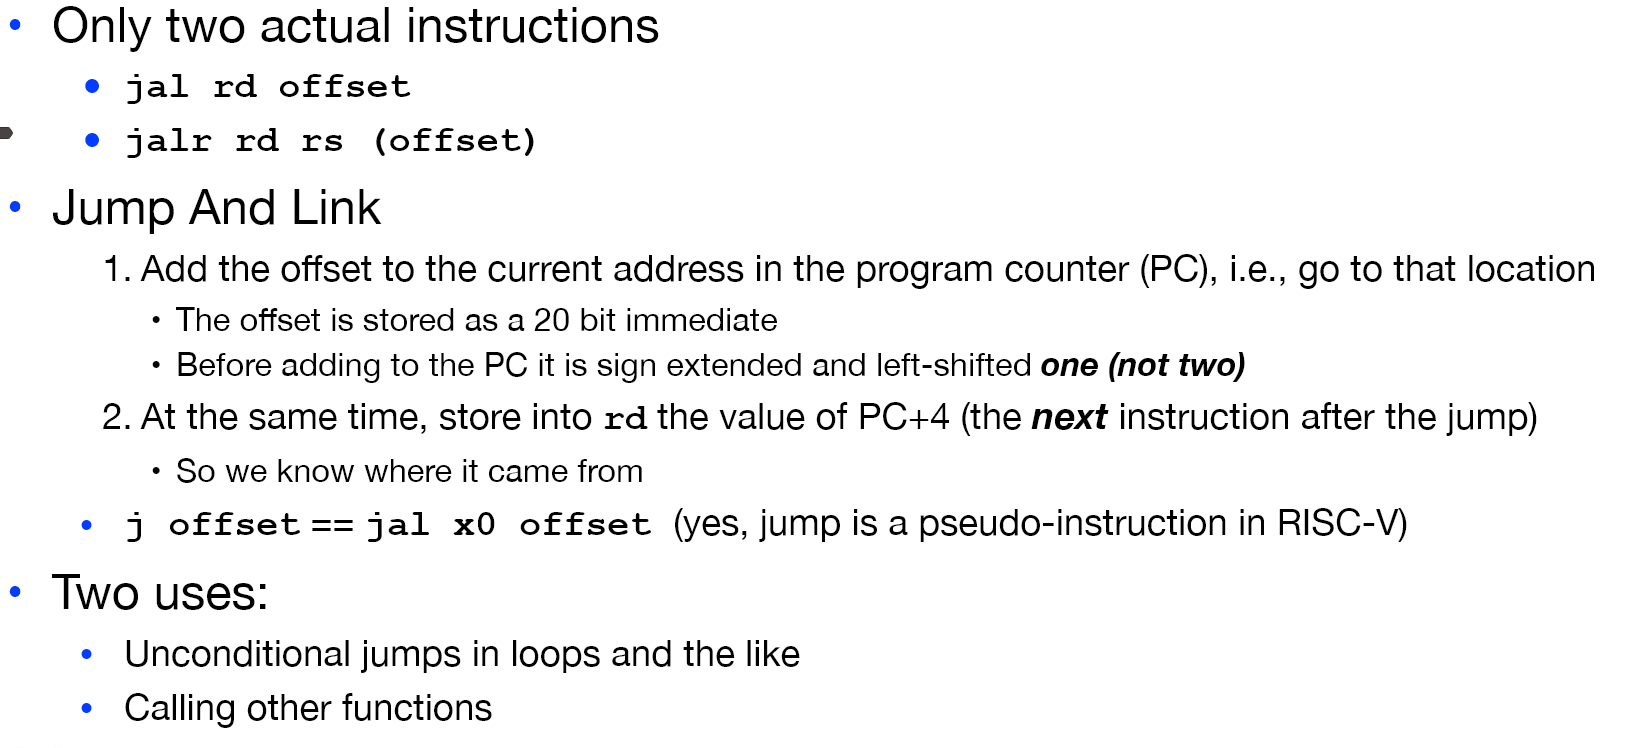 • Only two actual instructions
• jal rd offset
• jalr rd rs (offset)
• Jump And Link
1. Add the offset to the current address in the program counter (PC), i.e., go to that location
• The offset is stored as a 20 bit immediate
• Before adding to the PC it is sign extended and left-shifted one (not two)
2. At the same time, store into rd the value of PC+4 (the next instruction after the jump)
• So we know where it came from
• j offset == jal x0 offset (yes, jump is a pseudo-instruction in RISC-V)
• Two uses:
• Unconditional jumps in loops and the like
• Calling other functions